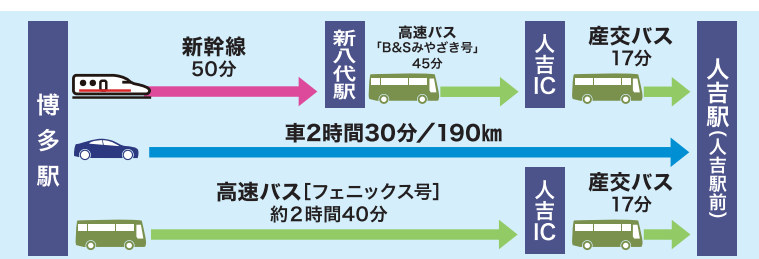 博多駅
新幹線
50分
新八代駅
高速バス
「B&Sみやざき号」
45分
人吉IC
産交バス
17分
車2時間30分／190㎞
高速バス[フェニックス号]
約2時間40分
人吉IC
産交バス
17分
人吉駅(人吉駅前)